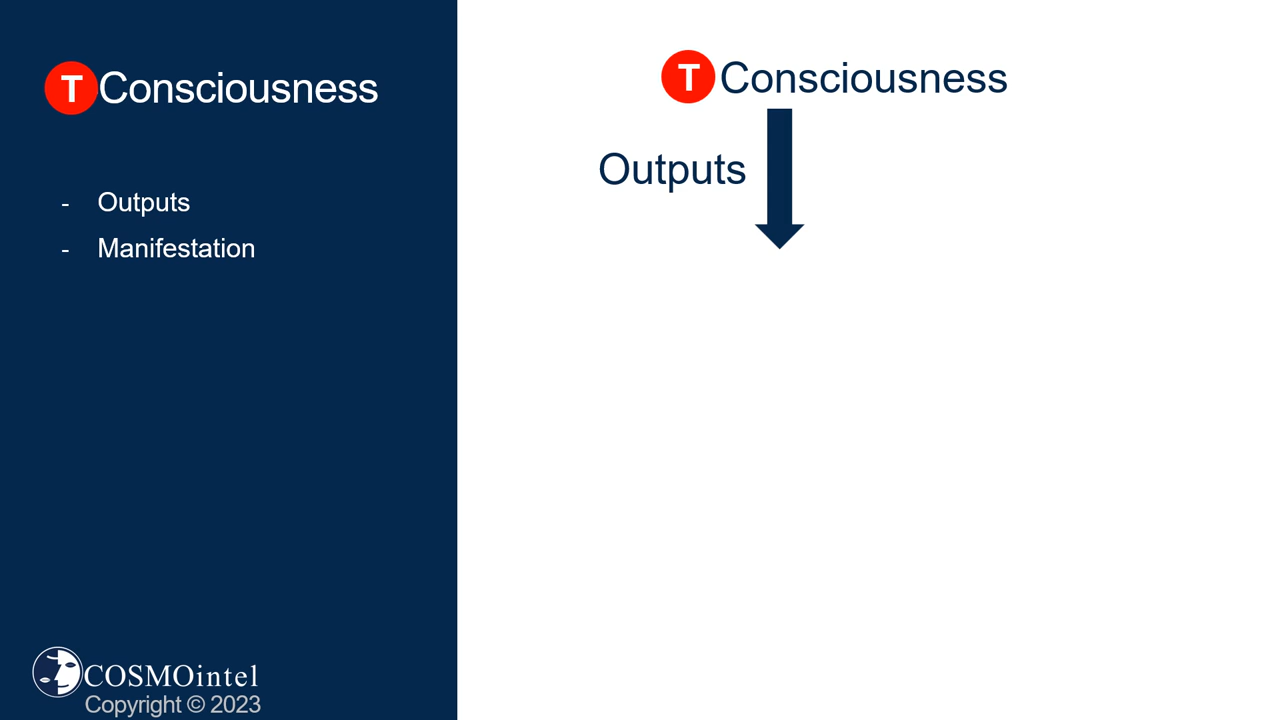 T Consciousness
- Outputs
- Manifestation
COSMOintel
Copyright © 2023
T Consciousness
Outputs